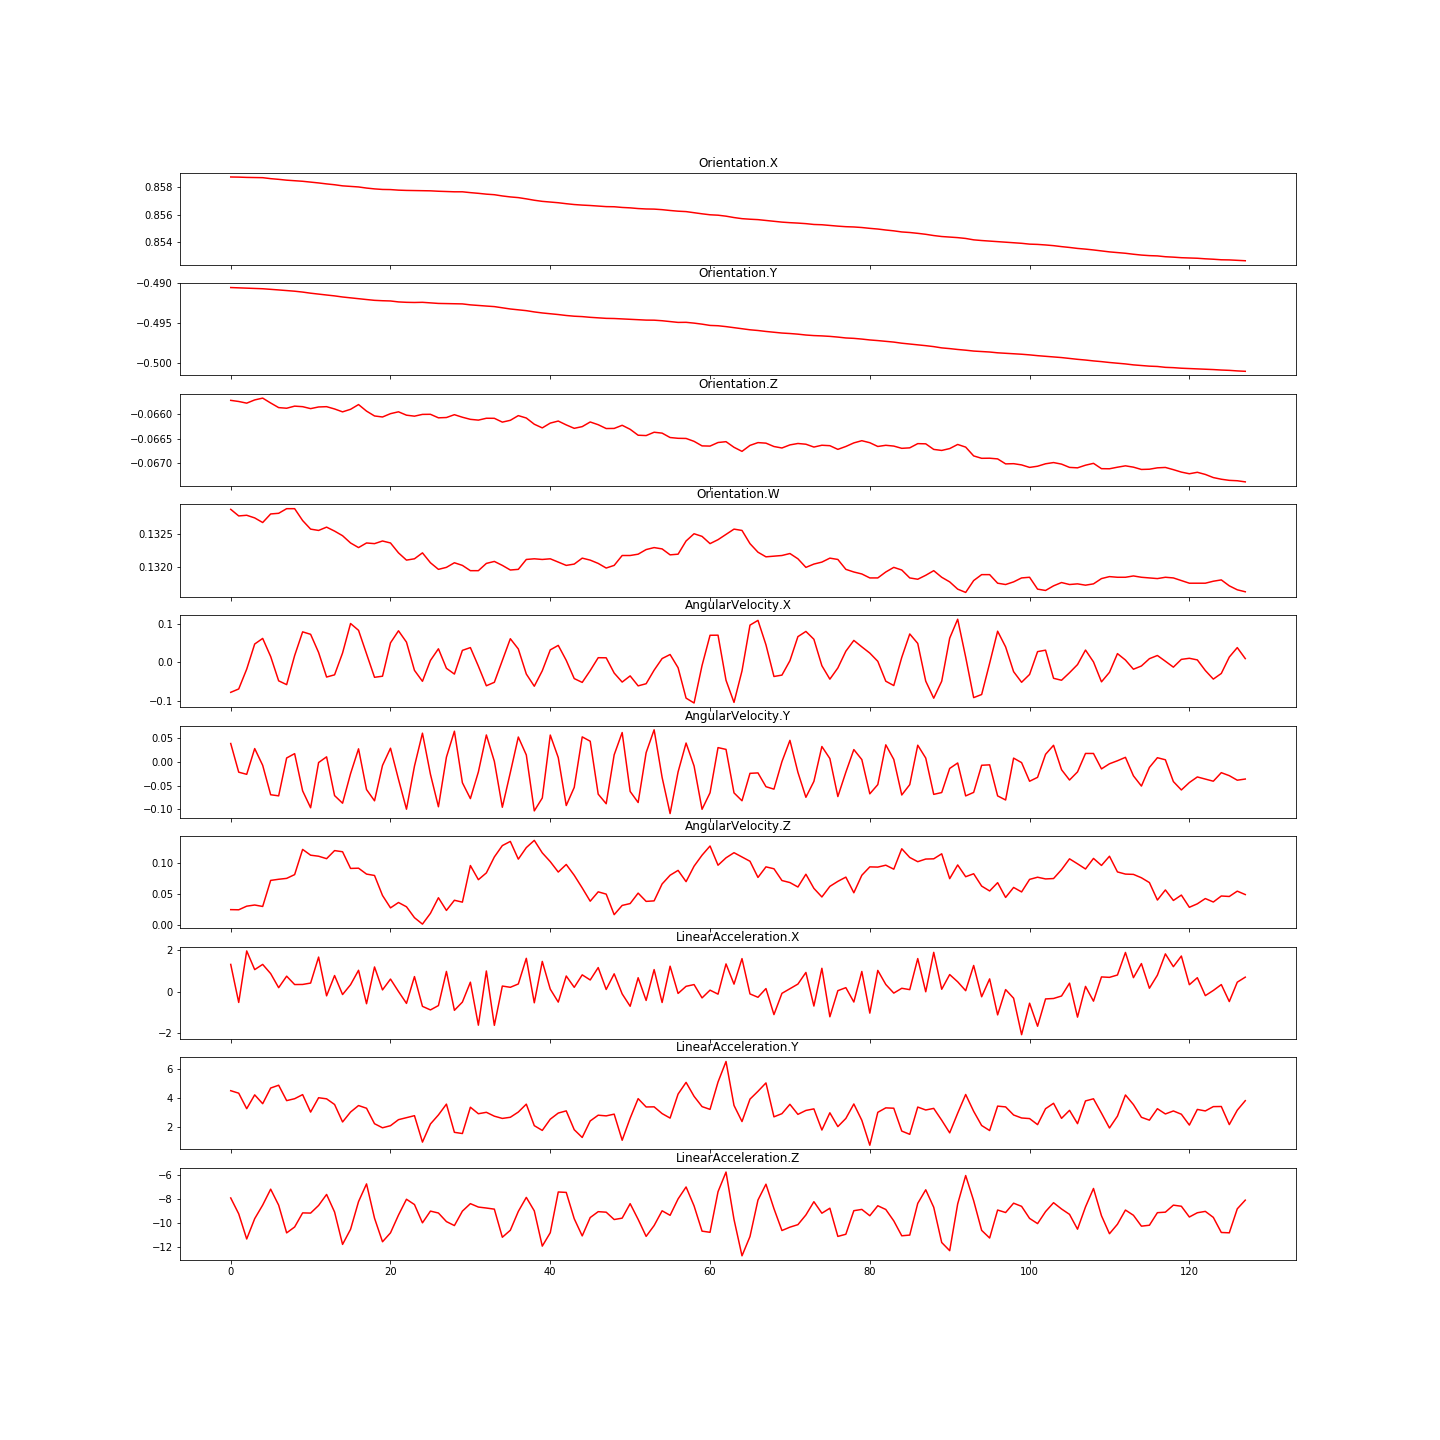 Orientation.X
0.858
0.856
0.854
Orientation.Y
−0.490
−0.495
−0.500
Orientation.Z
−0.0660
−0.0665
−0.0670
Orientation.W
0.1325
0.1320
AngularVelocity.X
0.1
0.0
−0.1
AngularVelocity.Y
0.05
0.00
−0.05
−0.10
AngularVelocity.Z
0.10
0.05
0.00
LinearAcceleration.X
2
0
−2
LinearAcceleration.Y
6
4
2
LinearAcceleration.Z
−6
−8
−10
−12
0 20 40 60 80 100 120